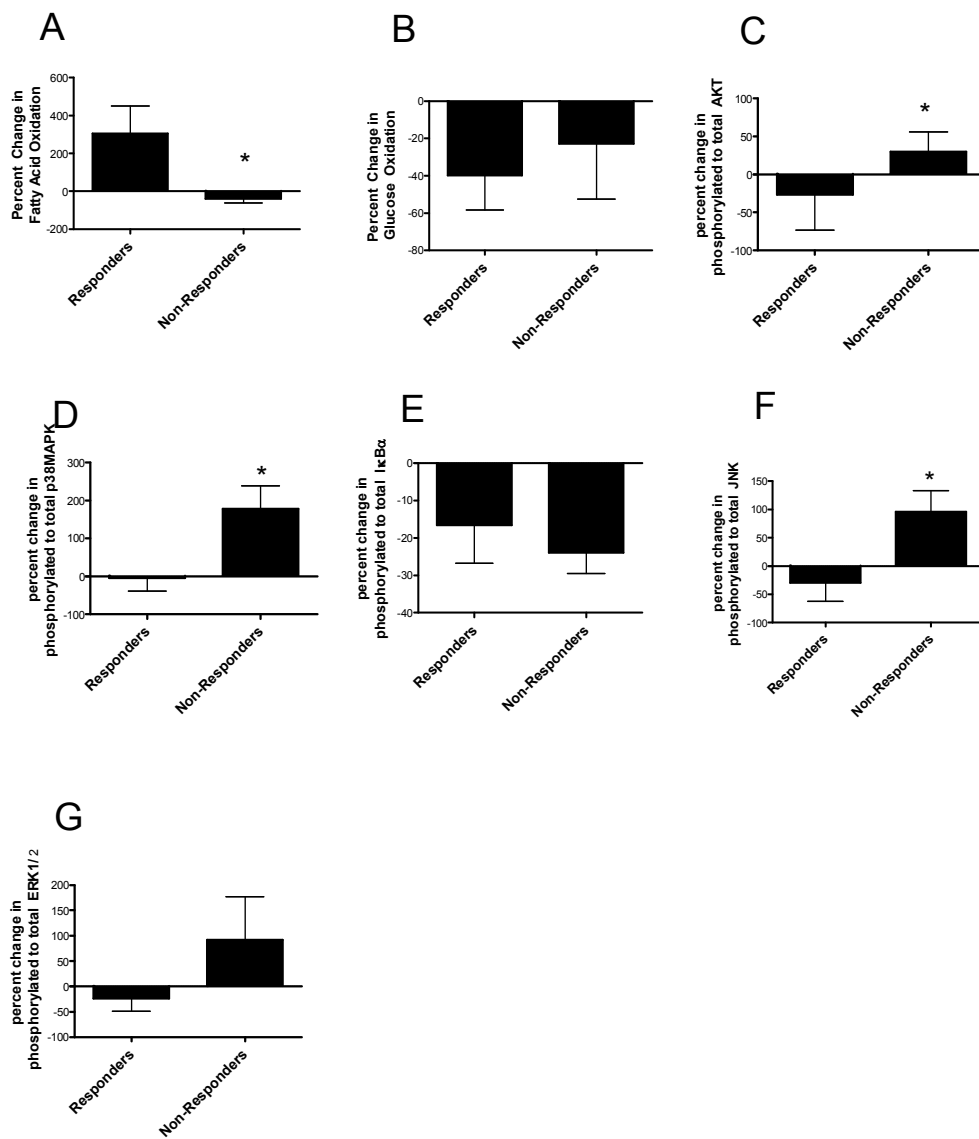 A
Percent Change in
Fatty Acid Oxidation
600
400
200
0
-200
*
Responders
Non-Responders
B
Percent Change in
Glucose Oxidation
0
-20
-40
-60
-80
Responders
Non-Responders
C
percent change in
phosphorylated to total AKT
100
50
0
-50
-100
*
Responders
Non-Responders
D
percent change in
phosphorylated to total p38MAPK
300
200
100
0
-100
*
Responders
Non-Responders
E
percent change in
phosphorylated to total IκBα
0
-10
-20
-30
-40
Responders
Non-Responders
F
percent change in
phosphorylated to total JNK
150
100
50
0
-50
-100
*
Responders
Non-Responders
G
percent change in
phosphorylated to total ERK1/2
200
150
100
50
0
-50
-100
Responders
Non-Responders